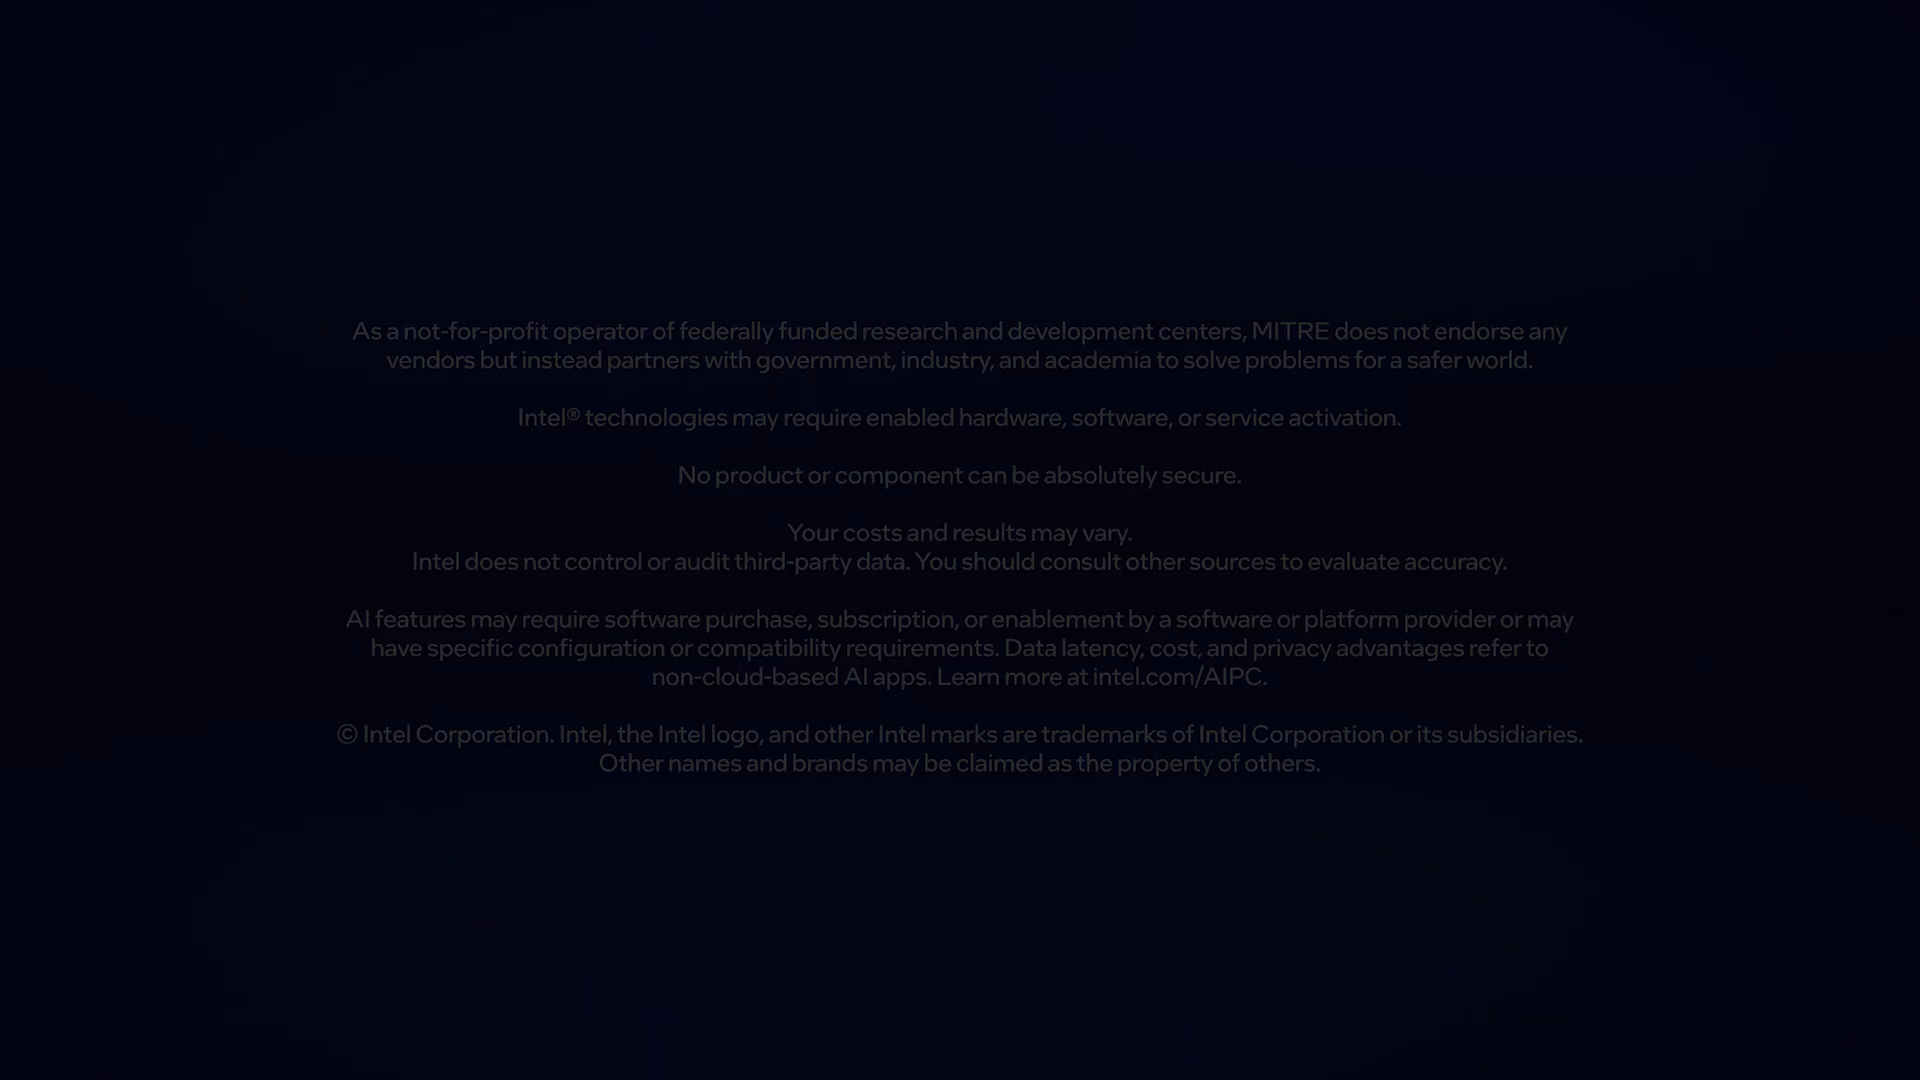 As a not-for-profit operator of federally funded research and development centers, MITRE does not endorse any
vendors but instead partners with government, industry, and academia to solve problems for a safer world.
Intel® technologies may require enabled hardware, software, or service activation.
No product or component can be absolutely secure.
Your costs and results may vary.
Intel does not control or audit third-party data. You should consult other sources to evaluate accuracy.
AI features may require software purchase, subscription, or enablement by a software or platform provider or may
have specific configuration or compatibility requirements. Data latency, cost, and privacy advantages refer to
non-cloud-based AI apps. Learn more at intel.com/AIPC.
© Intel Corporation. Intel, the Intel logo, and other Intel marks are trademarks of Intel Corporation or its subsidiaries.
Other names and brands may be claimed as the property of others.